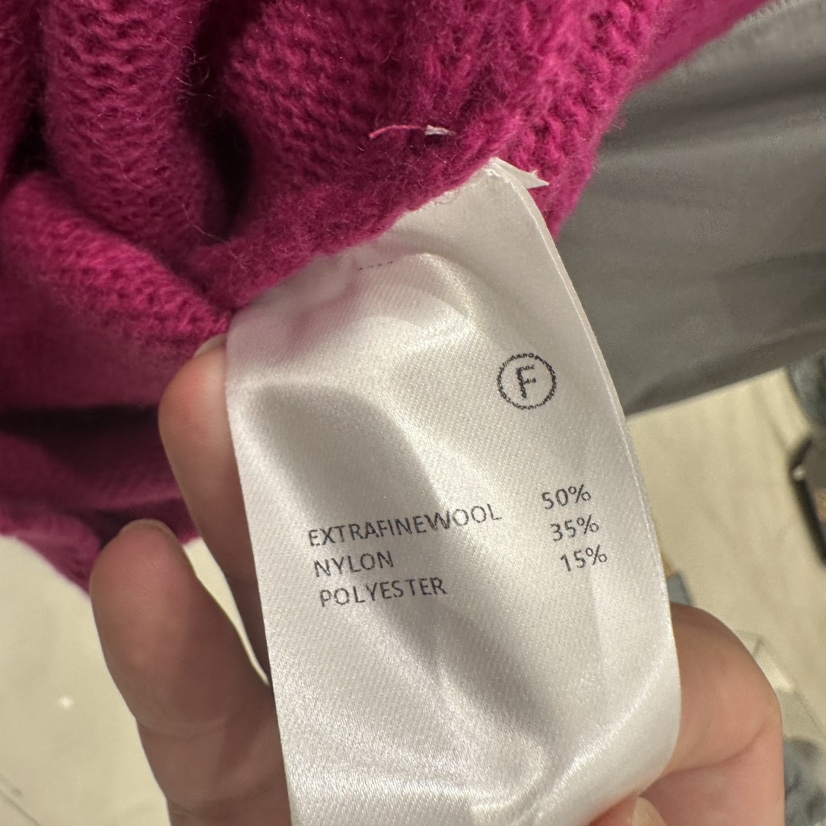 F
EXTRAFINEWOOL 50%
NYLON 35%
POLYESTER 15%